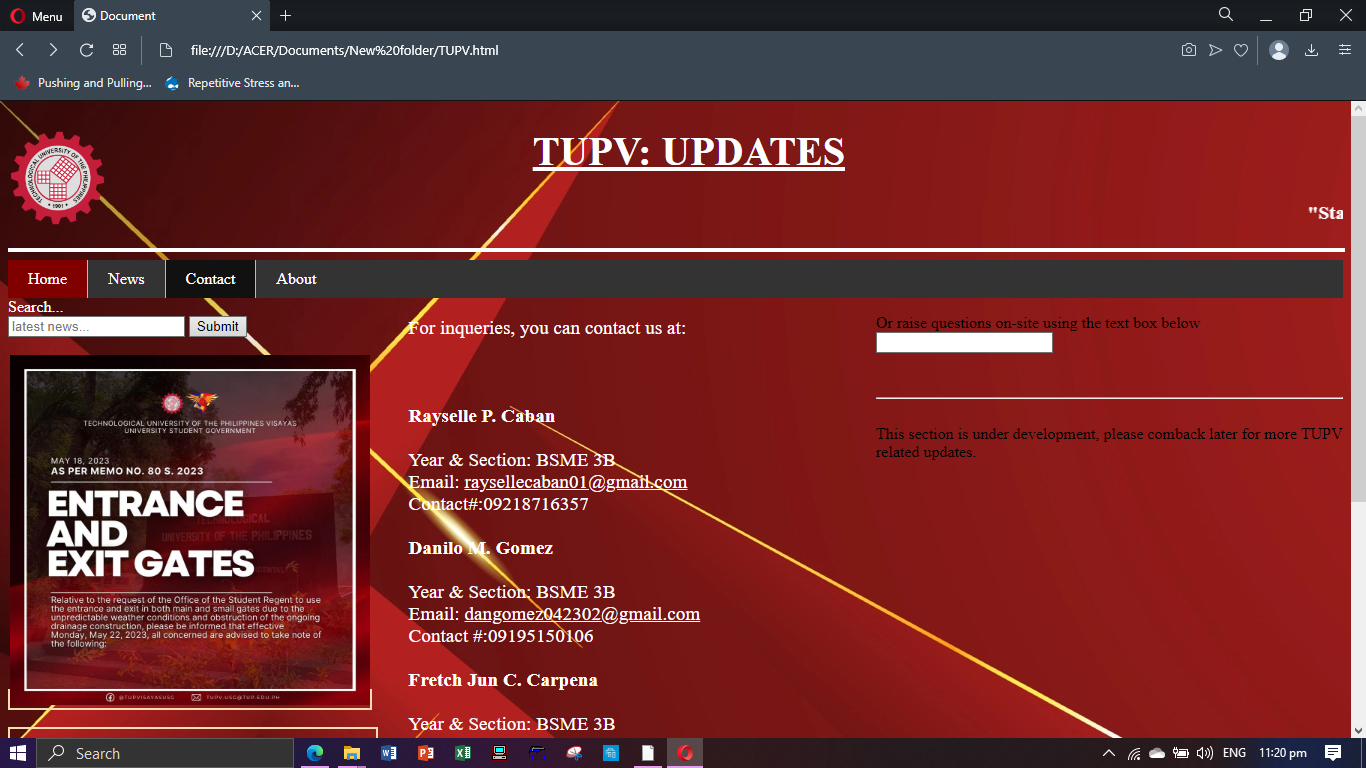 Menu
Document
file:///D:/ACER/Documents/New%20folder/TUPV.html
Pushing and Pulling...
Repetitive Stress an...
TECHNOLOGICAL UNIVERSITY OF THE PHILIPPINES
1901
TUPV: UPDATES
"Sta
Home
News
Contact
About
Search...
latest news...
Submit
TECHNOLOGICAL UNIVERSITY OF THE PHILIPPINES VISAYAS
UNIVERSITY STUDENT GOVERNMENT
MAY 18, 2023
AS PER MEMO NO. 80 S. 2023
ENTRANCE
AND
EXIT GATES
TECHNOLOGICAL
UNIVERSITY OF THE PHILIPPINES
Relative to the request of the Office of the Student Regent to use
the entrance and exit in both main and small gates due to the
unpredictable weather conditions and obstruction of the ongoing
drainage construction, please be informed that effective
Monday, May 22, 2023, all concerned are advised to take note of
the following:
@TUPVISAYASUSG
TUPV.USG@TUP.EDU.PH
For inqueries, you can contact us at:
Rayselle P. Caban
Year & Section: BSME 3B
Email: raysellecaban01@gmail.com
Contact#:09218716357
Danilo M. Gomez
Year & Section: BSME 3B
Email: dangomez042302@gmail.com
Contact #:09195150106
Fretch Jun C. Carpena
Year & Section: BSME 3B
Or raise questions on-site using the text box below
This section is under development, please comback later for more TUPV
related updates.
Search
ENG
11:20 pm